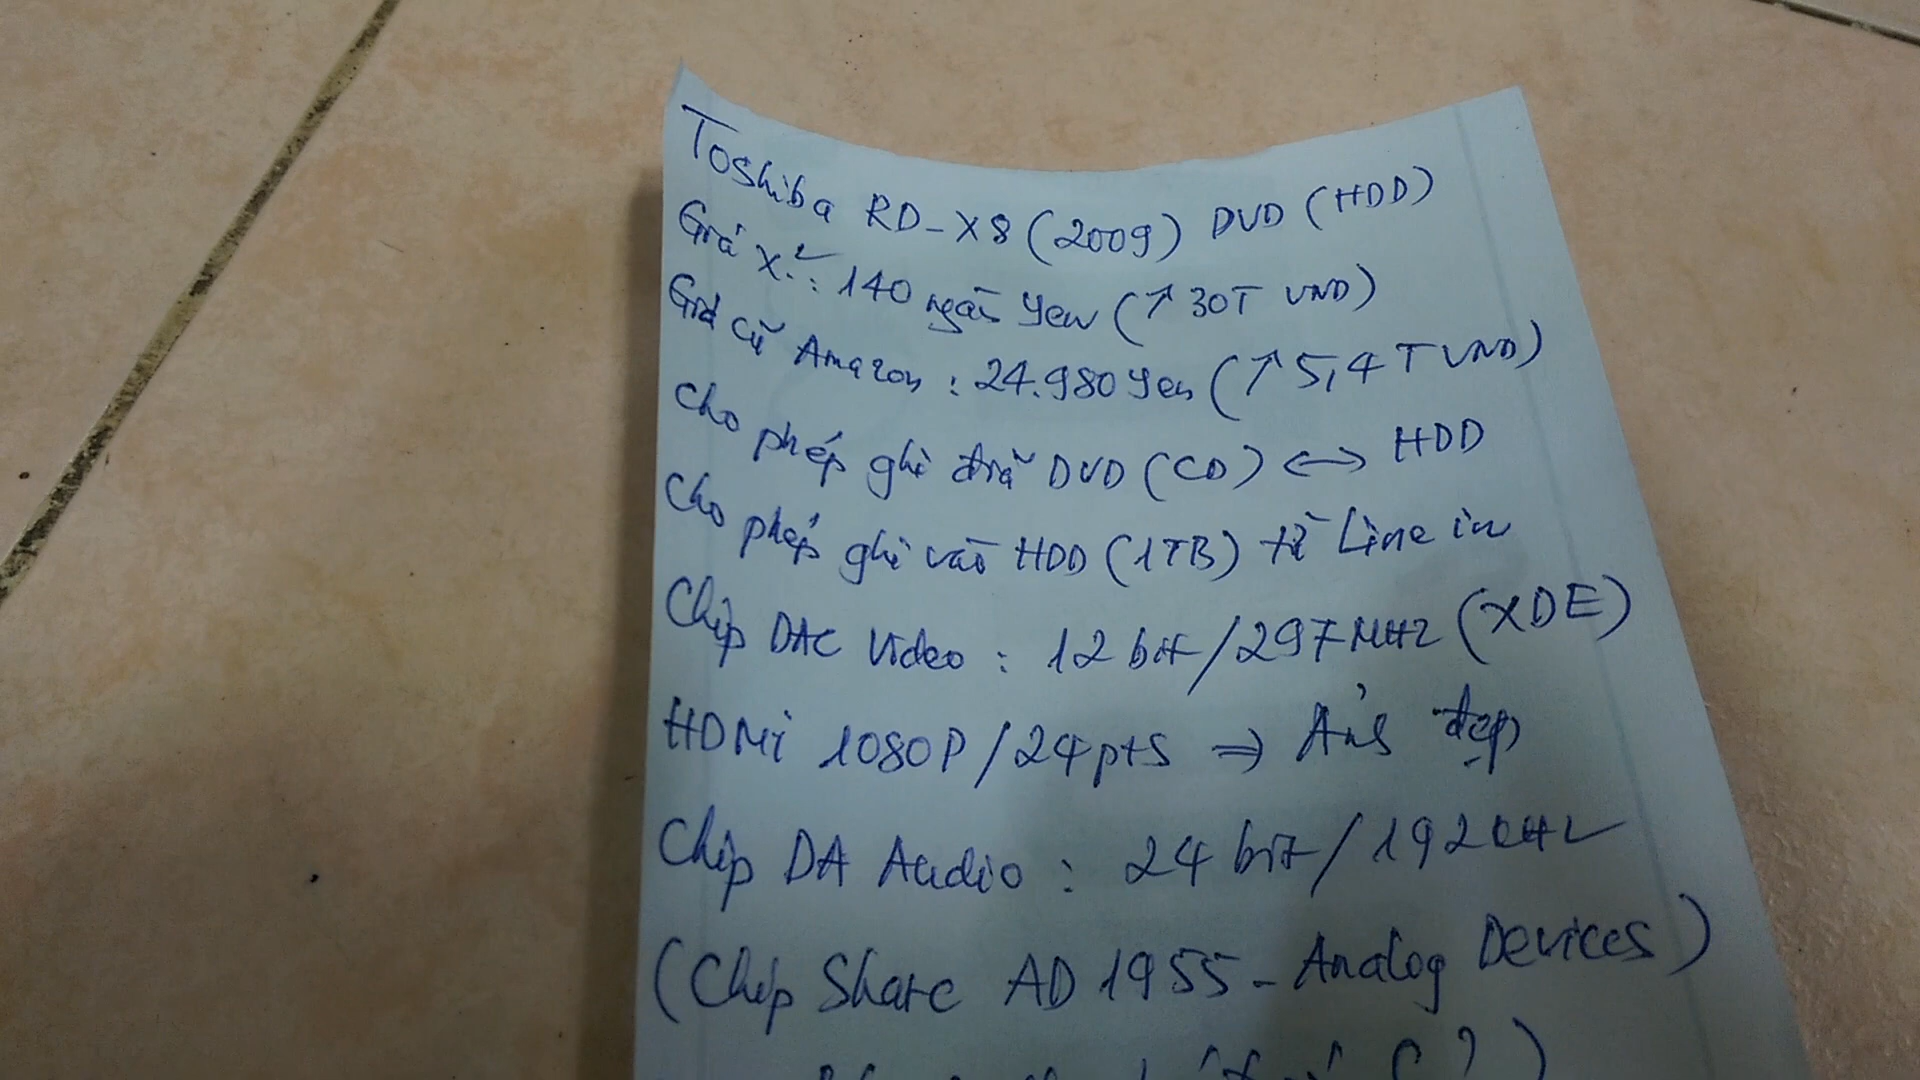 Toshiba RD-X8 (2009) DVD (HDD)
Giá x²: 140 ngàn Yen (↑ 30T VND)
Giá cũ Amazon: 24.980 Yen (↑ 5,4 T VND)
Cho phép ghi đĩa DVD (CD) ↔ HDD
Cho phép ghi vào HDD (1TB) từ Line in
Chip DAC Video: 12 bit/297 MHz (XDE)
HDMi 1080P/24pts ⇒ Ảnh đẹp
Chip DA Audio: 24 bit/192 KHz
(Chip Share AD 1955 - Analog Devices)